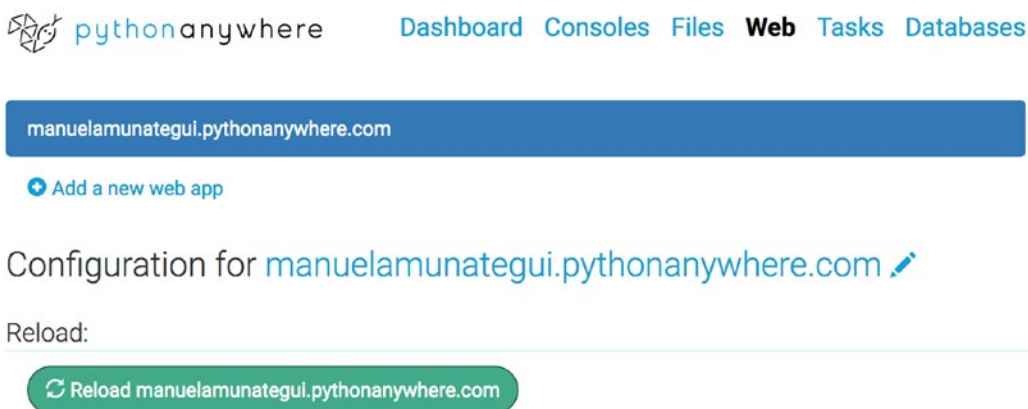 pythonanywhere Dashboard Consoles Files Web Tasks Databases
manuelamunategui.pythonanywhere.com
Add a new web app
Configuration for manuelamunategui.pythonanywhere.com
Reload:
Reload manuelamunategui.pythonanywhere.com